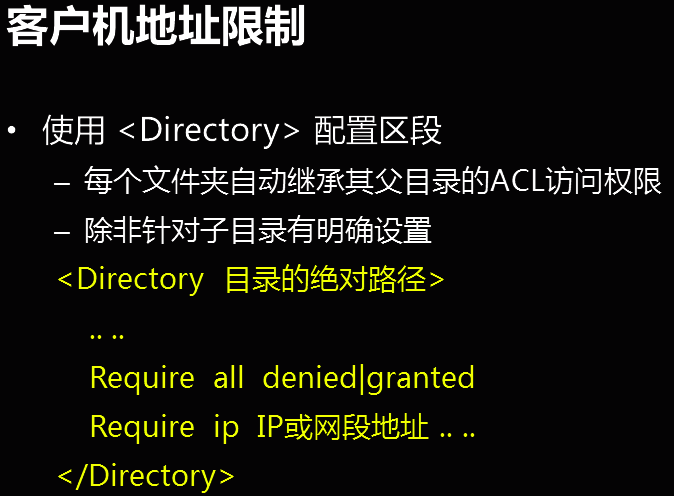 客户机地址限制
• 使用 <Directory> 配置区段
– 每个文件夹自动继承其父目录的ACL访问权限
– 除非针对子目录有明确设置
<Directory 目录的绝对路径>
.. ..
Require all denied|granted
Require ip IP或网段地址 .. ..
</Directory>